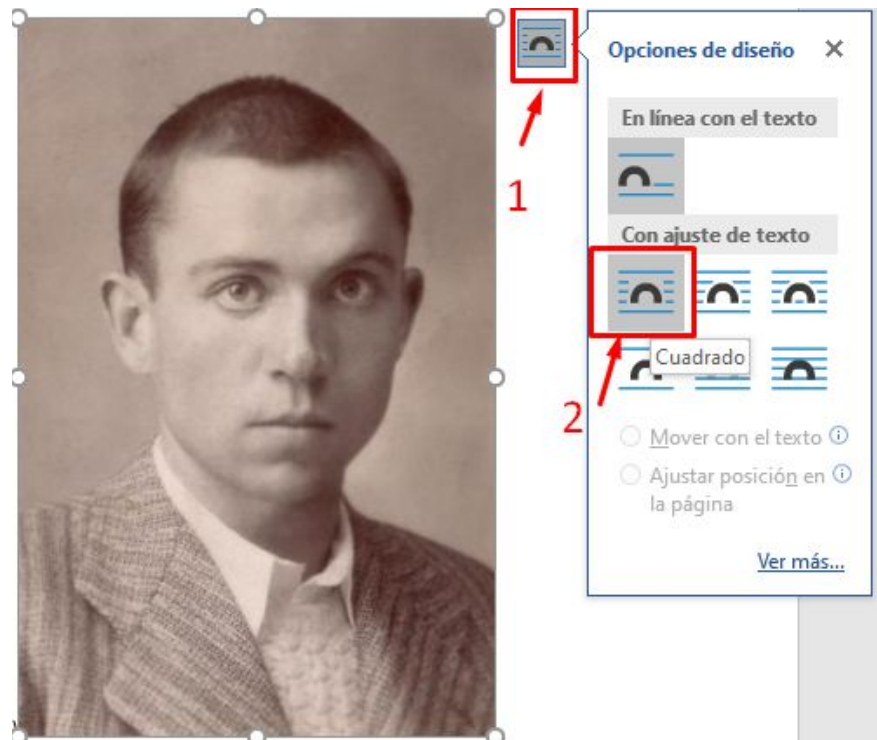 1
Opciones de diseño
En línea con el texto
Con ajuste de texto
Cuadrado
2
Mover con el texto
Ajustar posición en
la página
Ver más...